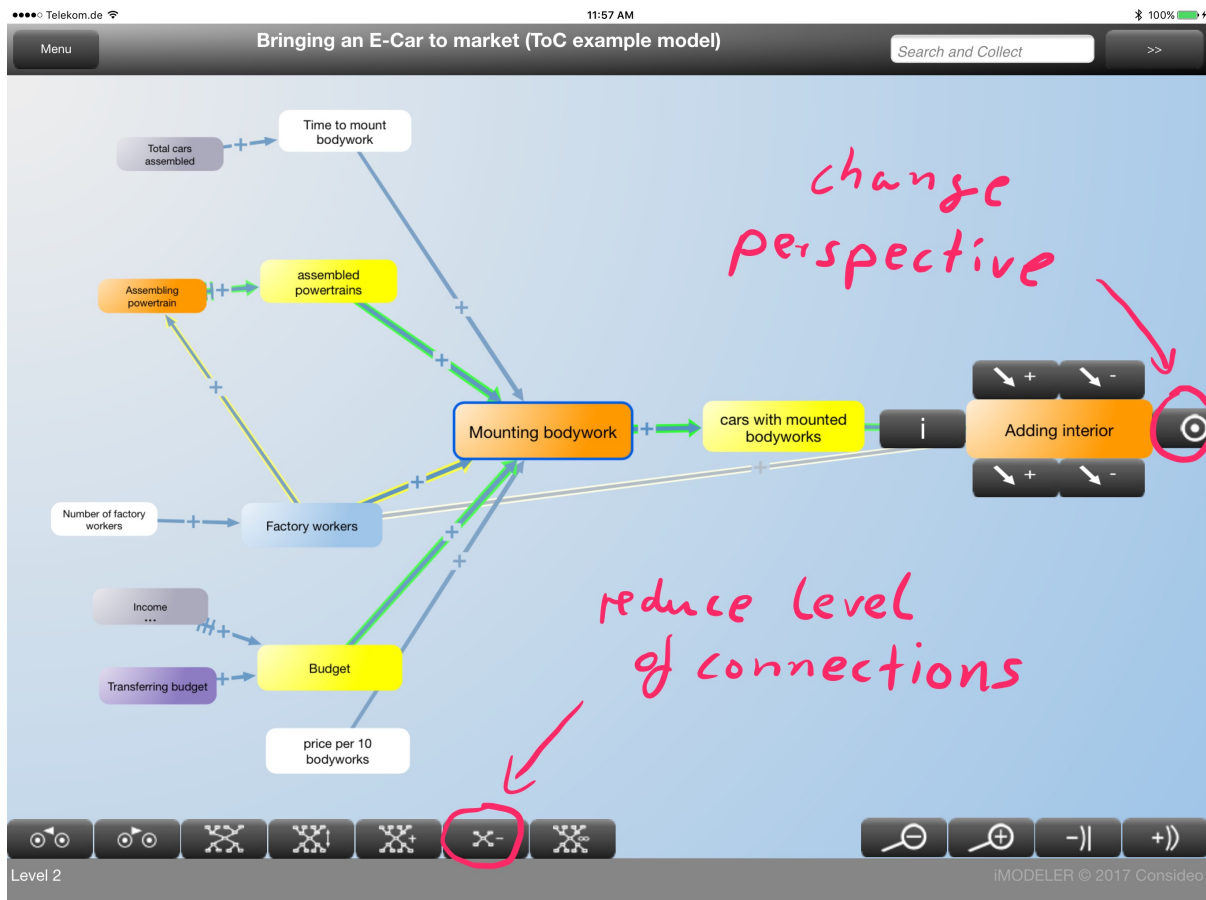 Telekom.de
11:57 AM
100%
Menu
Bringing an E-Car to market (ToC example model)
Search and Collect
>>
Total cars
assembled
+
Time to mount
bodywork
change
perspective
Assembling
powertrain
+
assembled
powertrains
+
+
+
+
-
Mounting bodywork
+
cars with mounted
bodyworks
i
Adding interior
+
-
+
+
Number of factory
workers
+
Factory workers
+
+
Income
...
+
Budget
Transferring budget
+
reduce level
of connections
price per 10
bodyworks
+
-
∞
-)|
+))
Level 2
iMODELER © 2017 Consideo